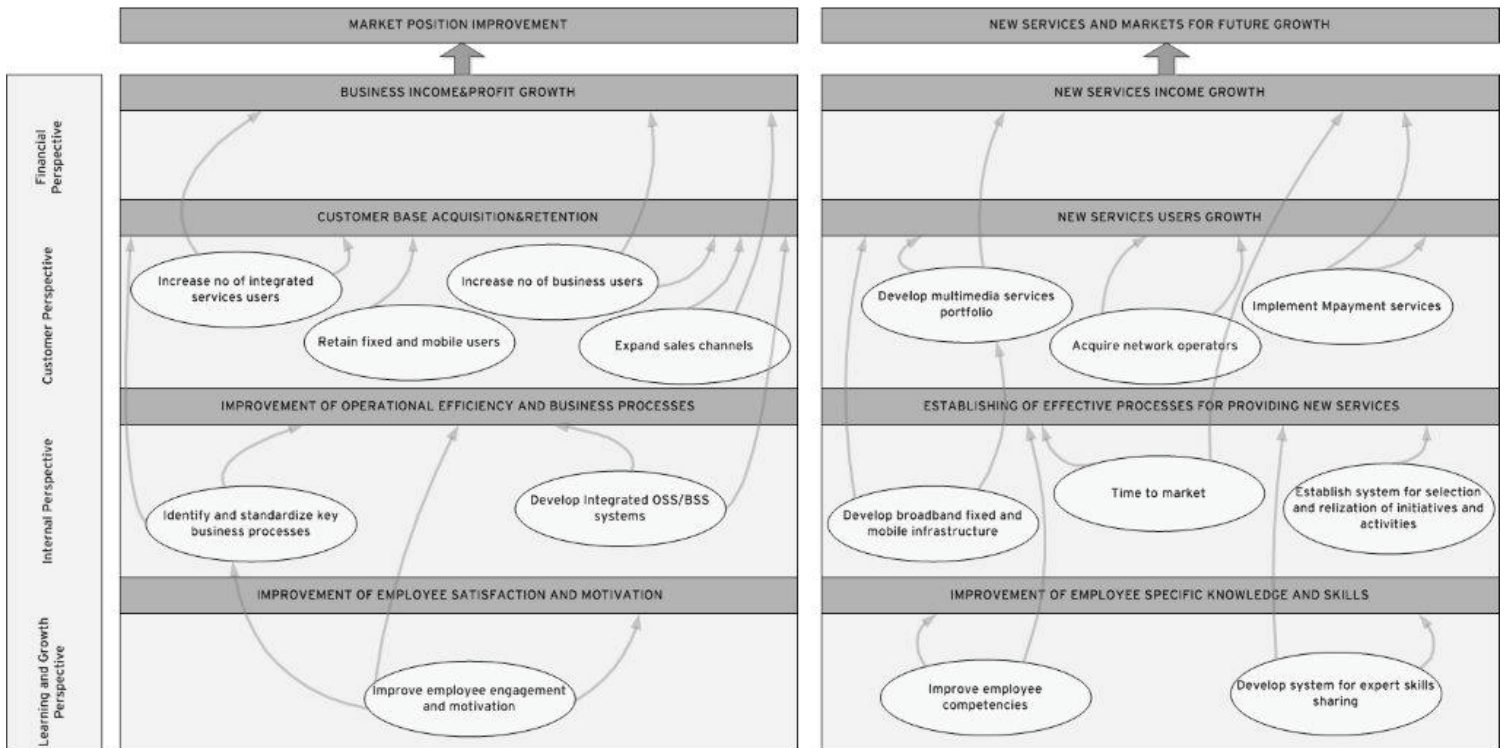 MARKET POSITION IMPROVEMENT
NEW SERVICES AND MARKETS FOR FUTURE GROWTH
Financial
Perspective
BUSINESS INCOME&PROFIT GROWTH
NEW SERVICES INCOME GROWTH
Customer Perspective
CUSTOMER BASE ACQUISITION&RETENTION
NEW SERVICES USERS GROWTH
Increase no of integrated
services users
Retain fixed and mobile users
Increase no of business users
Expand sales channels
Develop multimedia services
portfolio
Acquire network operators
Implement Mpayment services
Internal Perspective
IMPROVEMENT OF OPERATIONAL EFFICIENCY AND BUSINESS PROCESSES
ESTABLISHING OF EFFECTIVE PROCESSES FOR PROVIDING NEW SERVICES
Identify and standardize key
business processes
Develop Integrated OSS/BSS
systems
Develop broadband fixed and
mobile infrastructure
Time to market
Establish system for selection
and relization of initiatives and
activities
Learning and Growth
Perspective
IMPROVEMENT OF EMPLOYEE SATISFACTION AND MOTIVATION
IMPROVEMENT OF EMPLOYEE SPECIFIC KNOWLEDGE AND SKILLS
Improve employee engagement
and motivation
Improve employee
competencies
Develop system for expert skills
sharing